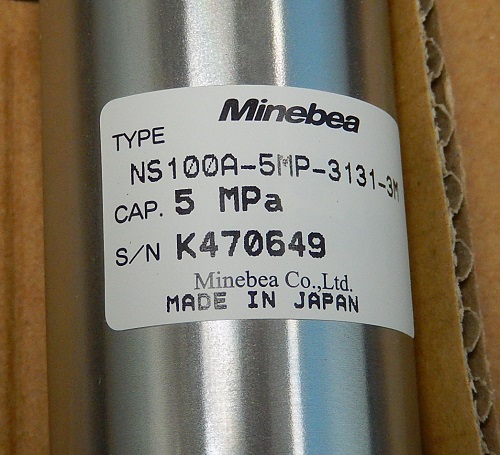 Minebea
TYPE
NS100A-5MP-3131-3M
CAP. 5 MPa
S/N K470649
Minebea Co.,Ltd.
MADE IN JAPAN